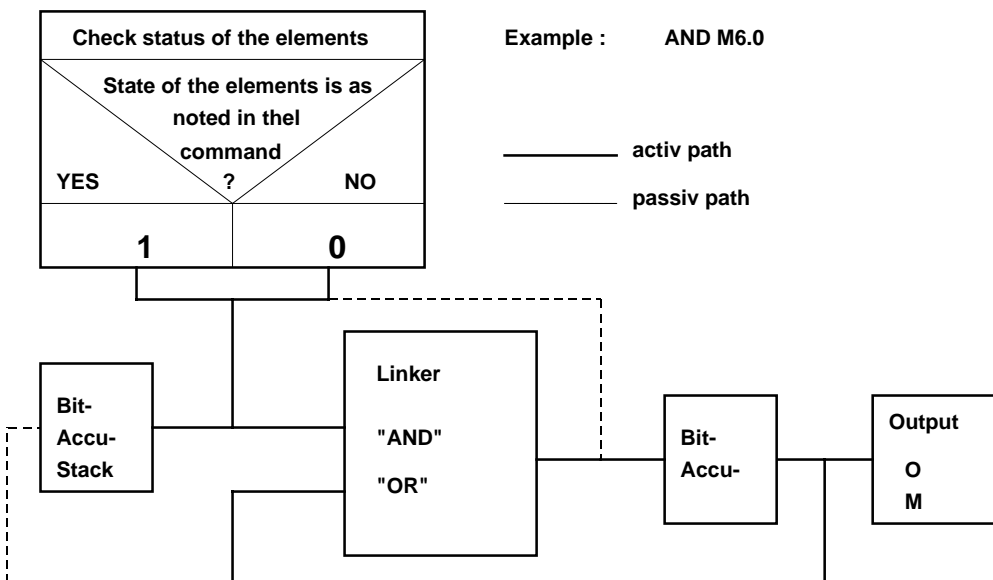 Check status of the elements
State of the elements is as
noted in thel
command
?
YES
NO
1
0
Example :
AND M6.0
activ path
passiv path
Bit-
Accu-
Stack
Linker
"AND"
"OR"
Bit-
Accu-
Output
O
M